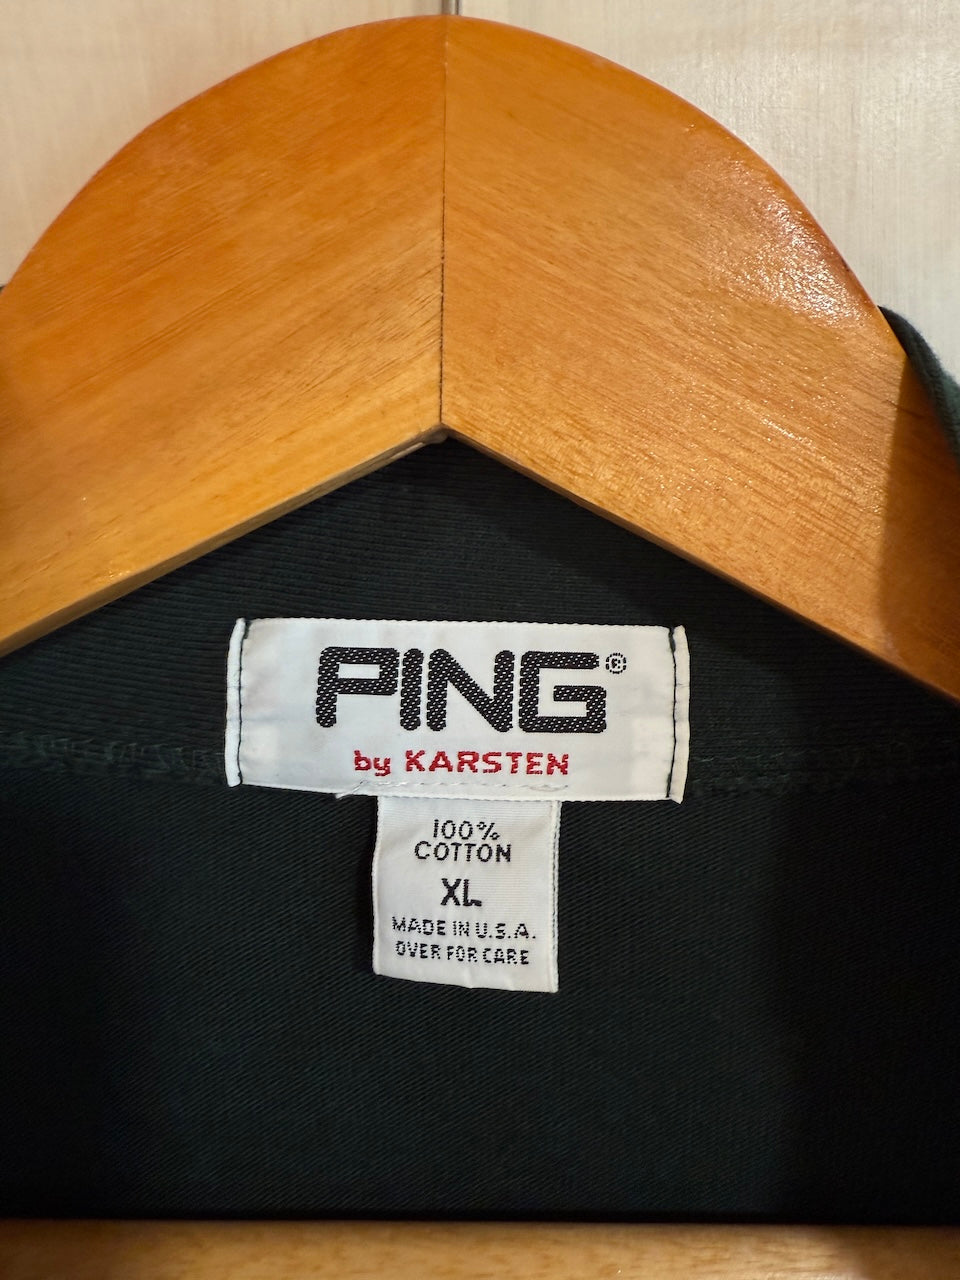 PING®
by KARSTEN
100%
COTTON
XL
MADE IN U.S.A.
OVER FOR CARE